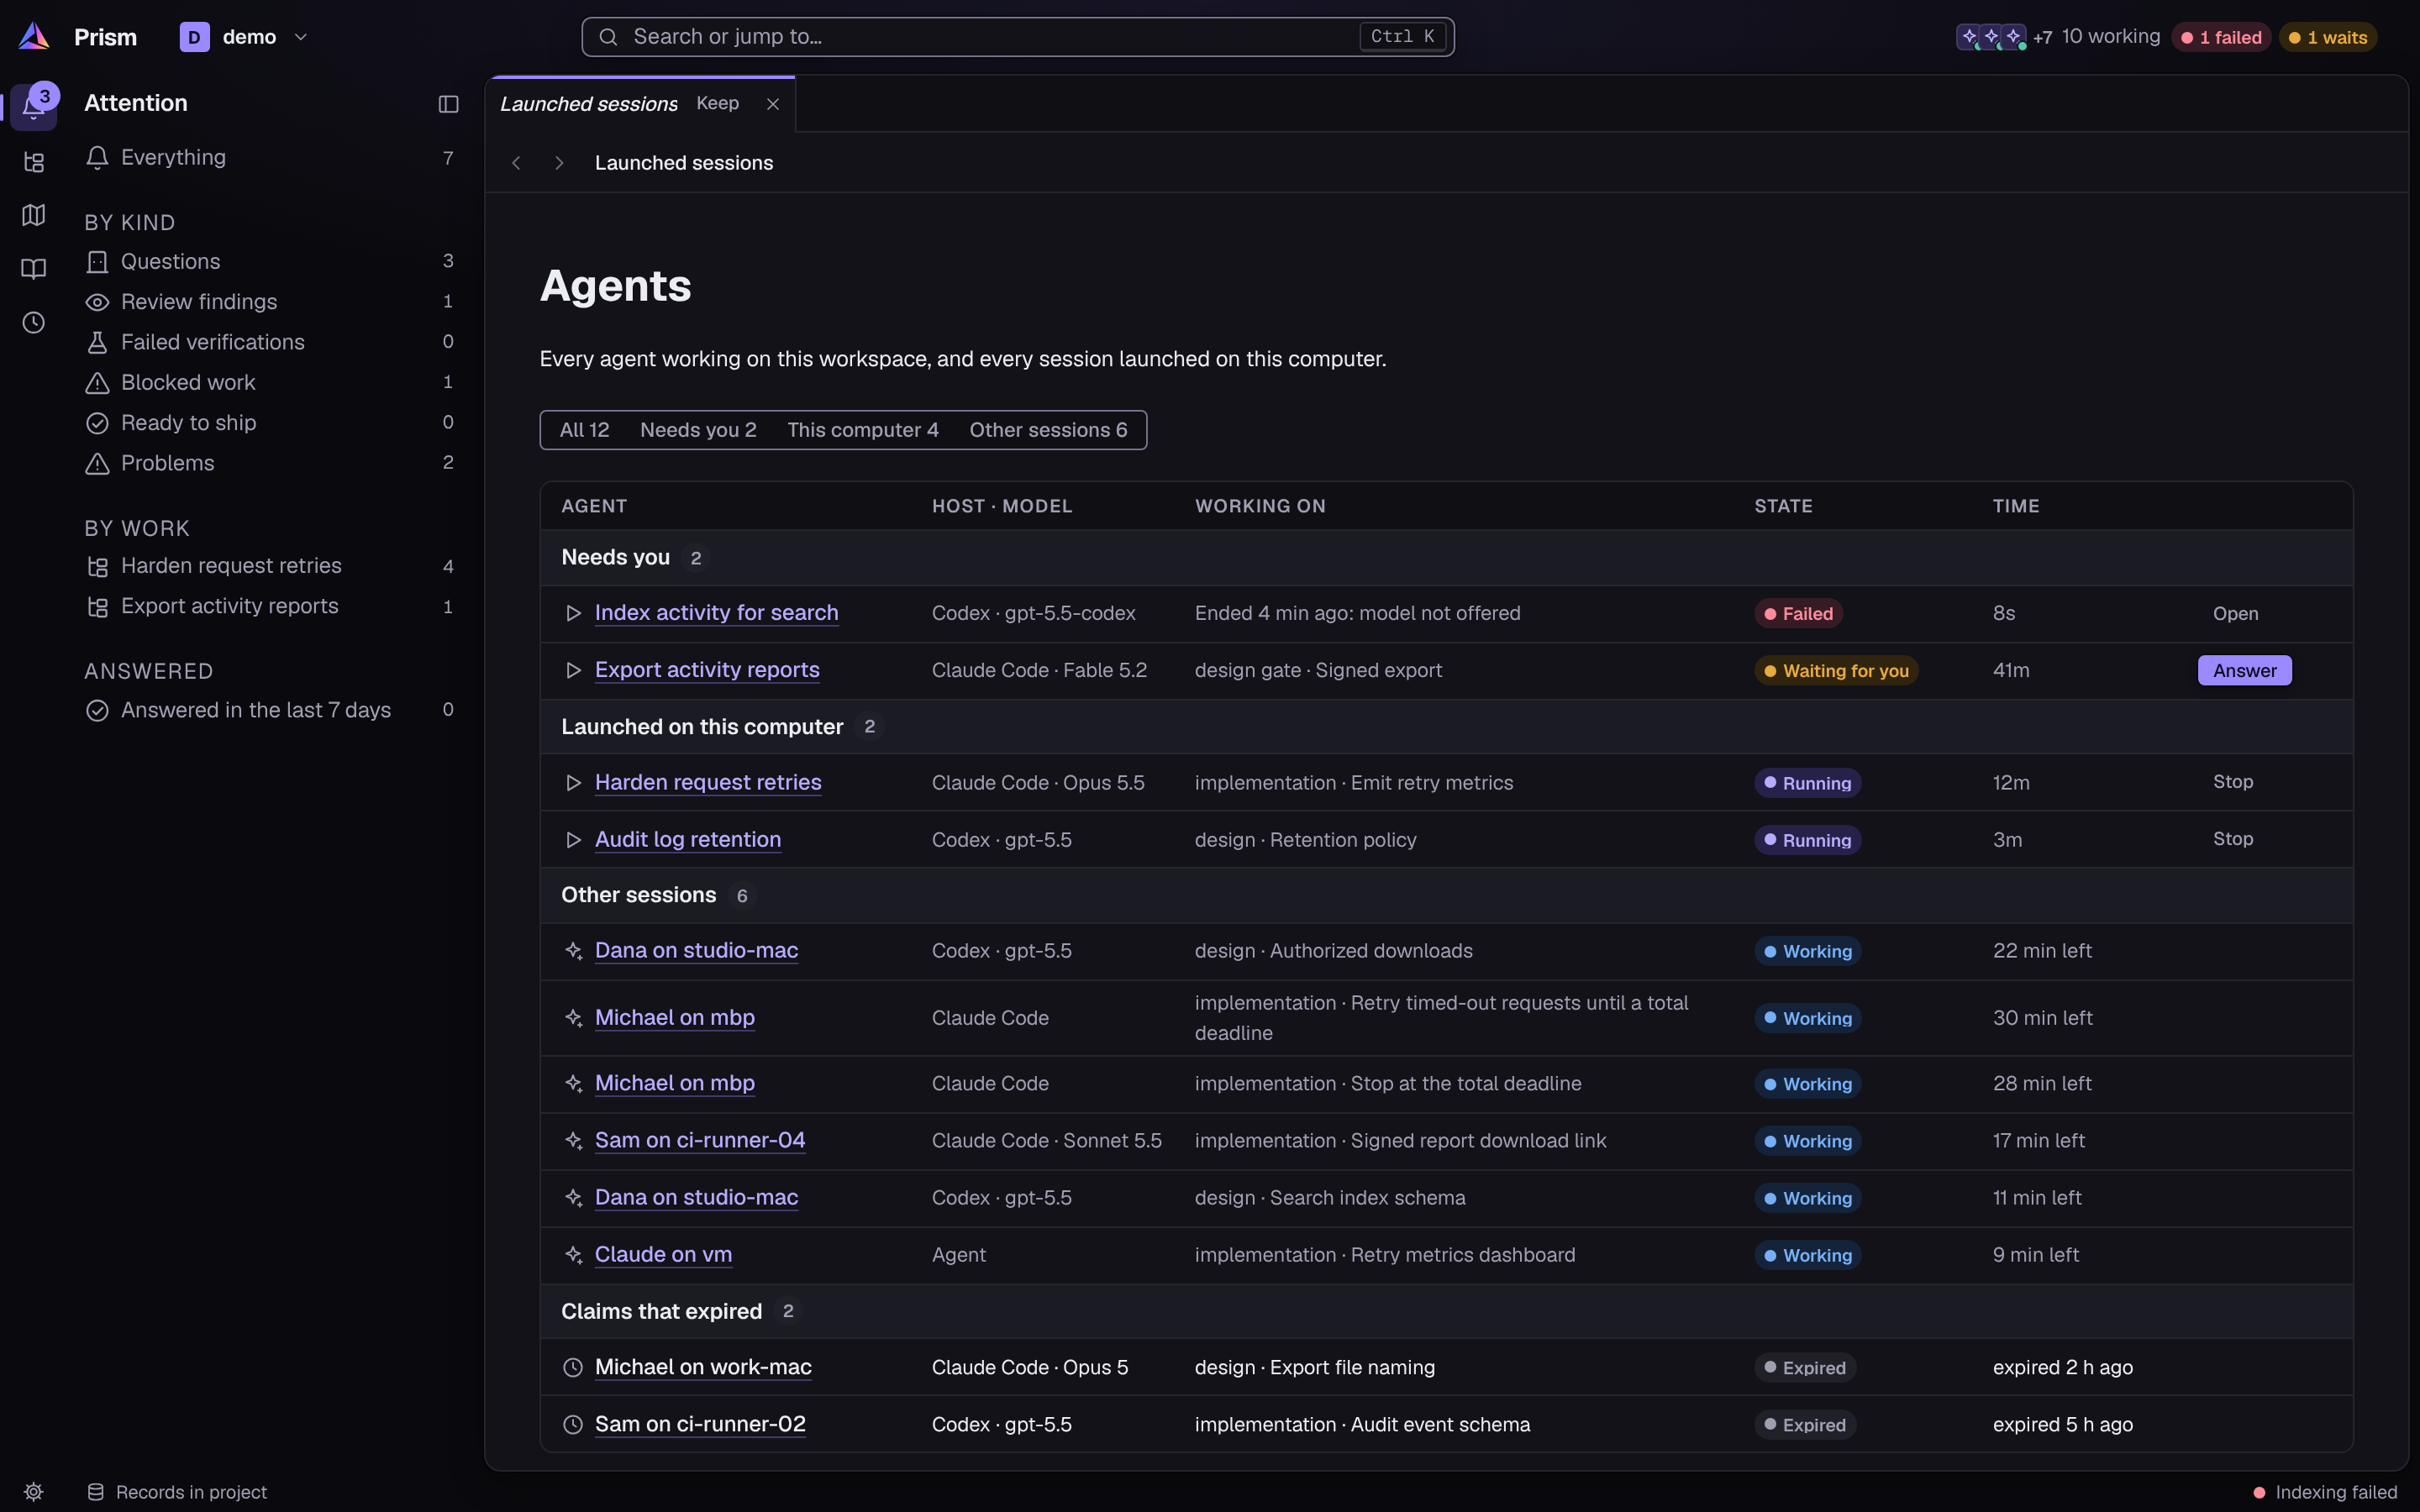 Prism
D demo
Search or jump to... Ctrl K
+7 10 working
1 failed
1 waits
3
Attention
Everything 7
BY KIND
Questions 3
Review findings 1
Failed verifications 0
Blocked work 1
Ready to ship 0
Problems 2
BY WORK
Harden request retries 4
Export activity reports 1
ANSWERED
Answered in the last 7 days 0
Launched sessions Keep
Launched sessions
Agents
Every agent working on this workspace, and every session launched on this computer.
All 12 Needs you 2 This computer 4 Other sessions 6
AGENT HOST · MODEL WORKING ON STATE TIME
Needs you 2
Index activity for search Codex · gpt-5.5-codex Ended 4 min ago: model not offered Failed 8s Open
Export activity reports Claude Code · Fable 5.2 design gate · Signed export Waiting for you 41m Answer
Launched on this computer 2
Harden request retries Claude Code · Opus 5.5 implementation · Emit retry metrics Running 12m Stop
Audit log retention Codex · gpt-5.5 design · Retention policy Running 3m Stop
Other sessions 6
Dana on studio-mac Codex · gpt-5.5 design · Authorized downloads Working 22 min left
Michael on mbp Claude Code implementation · Retry timed-out requests until a total
deadline Working 30 min left
Michael on mbp Claude Code implementation · Stop at the total deadline Working 28 min left
Sam on ci-runner-04 Claude Code · Sonnet 5.5 implementation · Signed report download link Working 17 min left
Dana on studio-mac Codex · gpt-5.5 design · Search index schema Working 11 min left
Claude on vm Agent implementation · Retry metrics dashboard Working 9 min left
Claims that expired 2
Michael on work-mac Claude Code · Opus 5 design · Export file naming Expired expired 2 h ago
Sam on ci-runner-02 Codex · gpt-5.5 implementation · Audit event schema Expired expired 5 h ago
Records in project
Indexing failed